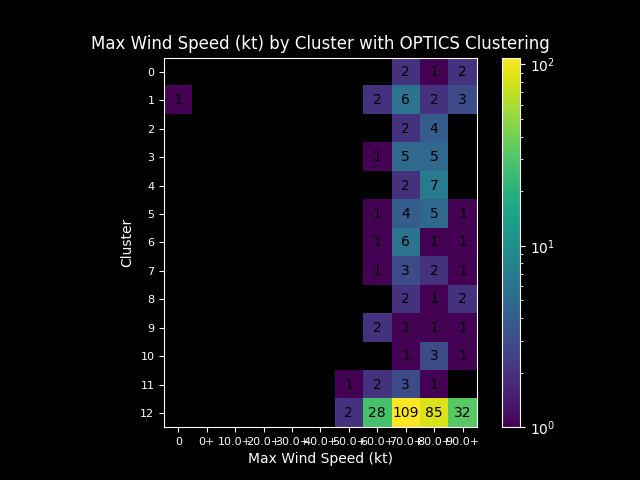 Max Wind Speed (kt) by Cluster with OPTICS Clustering
Cluster
0 2 1 2
1 1 2 6 2 3
2 2 4
3 1 5 5
4 2 7
5 1 4 5 1
6 1 6 1 1
7 1 3 2 1
8 2 1 2
9 2 1 1 1
10 1 3 1
11 1 2 3 1
12 2 28 109 85 32
0 0+ 10.0+ 20.0+ 30.0+ 40.0+ 50.0+ 60.0+ 70.0+ 80.0+ 90.0+
Max Wind Speed (kt)
10²
10¹
10⁰